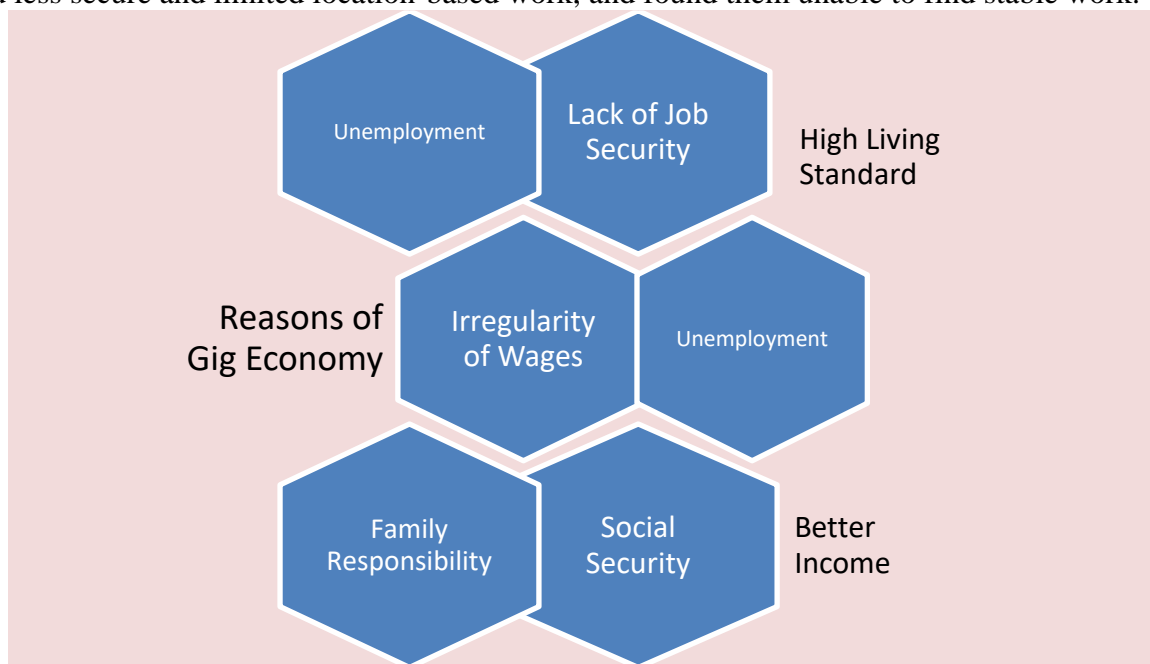 less secure and limited location-based work, and found them unable to find stable work.
Unemployment
Lack of Job
Security
High Living
Standard
Reasons of
Gig Economy
Irregularity
of Wages
Unemployment
Family
Responsibility
Social
Security
Better
Income